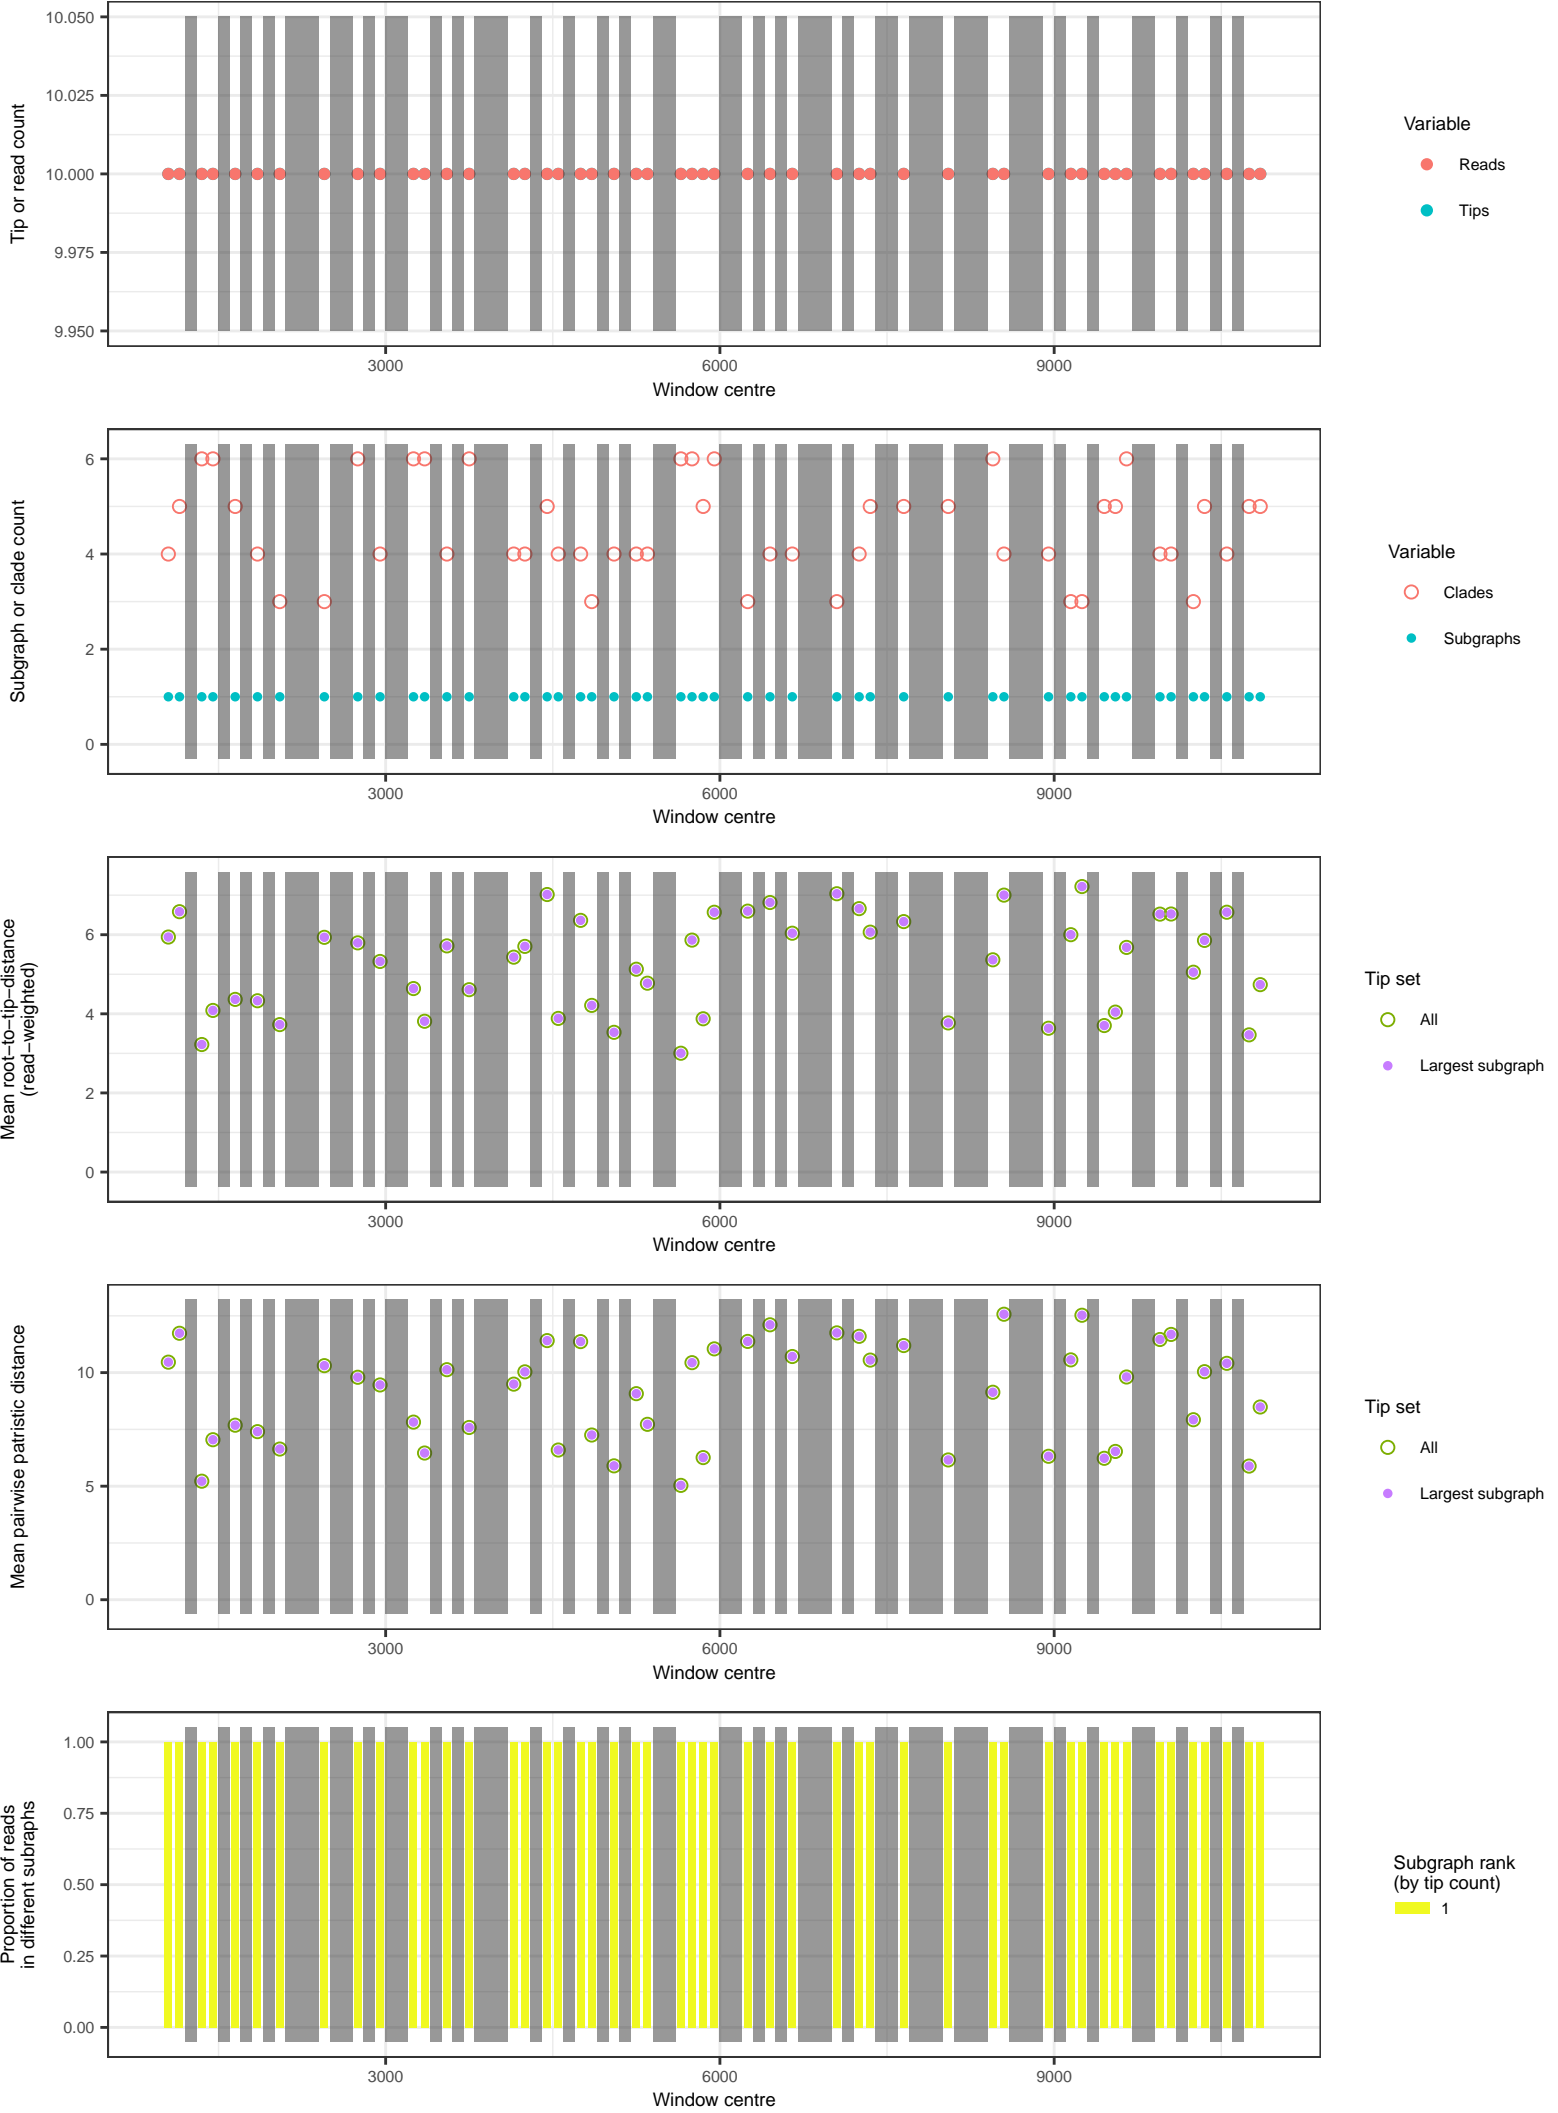 10.050
10.025
10.000
9.975
9.950
Tip or read count
3000 6000 9000
Window centre
Variable
Reads
Tips
6
4
2
0
Subgraph or clade count
3000 6000 9000
Window centre
Variable
Clades
Subgraphs
6
4
2
0
Mean root−to−tip−distance
(read−weighted)
3000 6000 9000
Window centre
Tip set
All
Largest subgraph
10
5
0
Mean pairwise patristic distance
3000 6000 9000
Window centre
Tip set
All
Largest subgraph
1.00
0.75
0.50
0.25
0.00
Proportion of reads
in different subraphs
3000 6000 9000
Window centre
Subgraph rank
(by tip count)
1